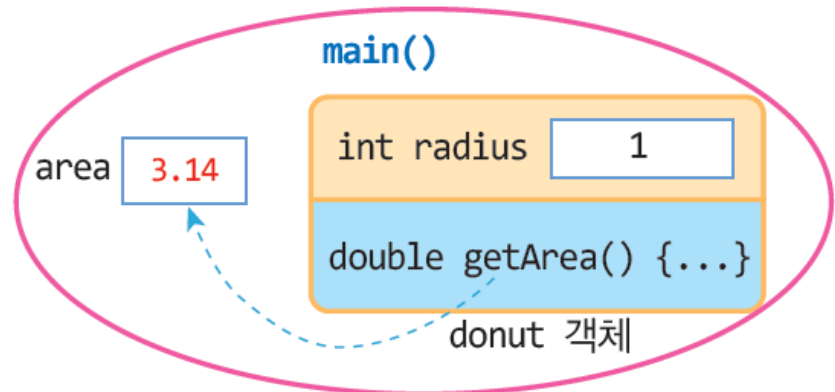 main()
int radius 1
area 3.14
double getArea() {...}
donut 객체